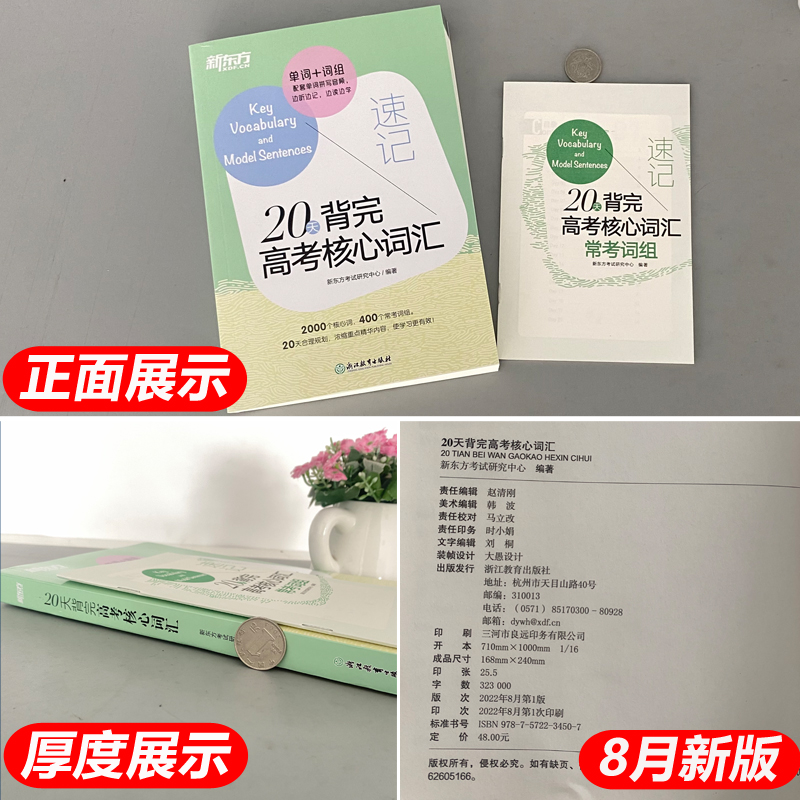 新东方
XDF.CN
单词+词组
配套单词拼写音频，
边听边记，边读边学
Key
Vocabulary
and
Model Sentences
速记
20天背完
高考核心词汇
新东方考试研究中心 / 编著
2000个核心词，400个常考词组。
20天合理规划，浓缩重点精华内容，使学习更有效！
浙江教育出版社
Key
Vocabulary
and
Model Sentences
速记
20天背完
高考核心词汇
常考词组
新东方考试研究中心 编著
正面展示
20天背完高考核心词汇
新东方考试研
浙江教育出版社
厚度展示
20天背完高考核心词汇
20 TIAN BEI WAN GAOKAO HEXIN CIHUI
新东方考试研究中心 编著
责任编辑 赵清刚
美术编辑 韩 波
责任校对 马立改
责任印务 时小娟
文字编辑 刘 桐
装帧设计 大愚设计
出版发行 浙江教育出版社
地址：杭州市天目山路40号
邮编：310013
电话：（0571）85170300－80928
邮箱：dywh@xdf.cn
印 刷 三河市良远印务有限公司
开 本 710mm×1000mm 1/16
成品尺寸 168mm×240mm
印 张 25.5
字 数 323 000
版 次 2022年8月第1版
印 次 2022年8月第1次印刷
标准书号 ISBN 978-7-5722-3450-7
定 价 48.00元
版权所有，侵权必究。如有缺页、
62605166。
8月新版